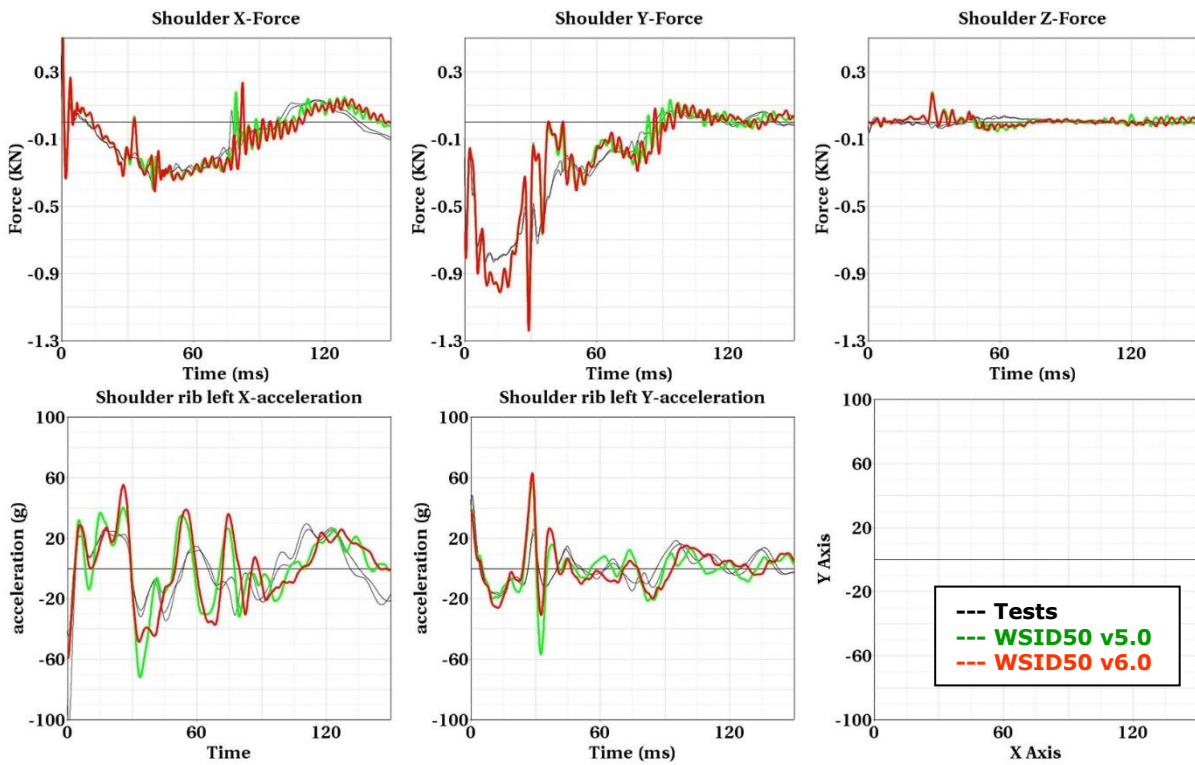 Shoulder X-Force
Force (KN)
0.3
-0.1
-0.5
-0.9
-1.3
0 60 120
Time (ms)
Shoulder Y-Force
Force (KN)
0.3
-0.1
-0.5
-0.9
-1.3
0 60 120
Time (ms)
Shoulder Z-Force
Force (KN)
0.3
-0.1
-0.5
-0.9
-1.3
0 60 120
Time (ms)
Shoulder rib left X-acceleration
acceleration (g)
100
60
20
-20
-60
-100
0 60 120
Time
Shoulder rib left Y-acceleration
acceleration (g)
100
60
20
-20
-60
-100
0 60 120
Time (ms)
Y Axis
100
60
20
-20
-60
-100
0 60 120
X Axis
--- Tests
--- WSID50 v5.0
--- WSID50 v6.0